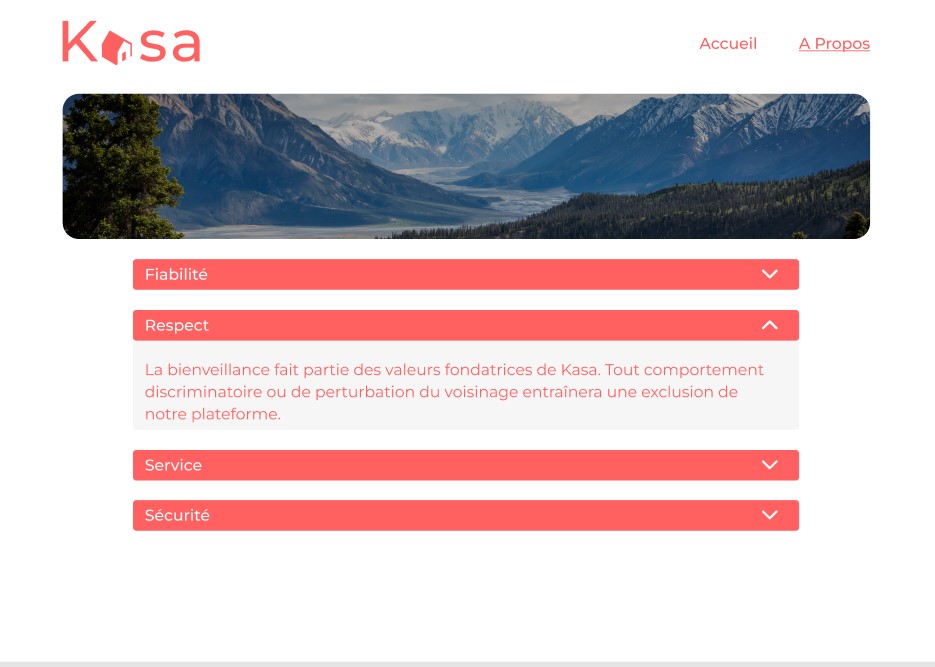 Kasa
Accueil
A Propos
Fiabilité
Respect
La bienveillance fait partie des valeurs fondatrices de Kasa. Tout comportement
discriminatoire ou de perturbation du voisinage entraînera une exclusion de
notre plateforme.
Service
Sécurité